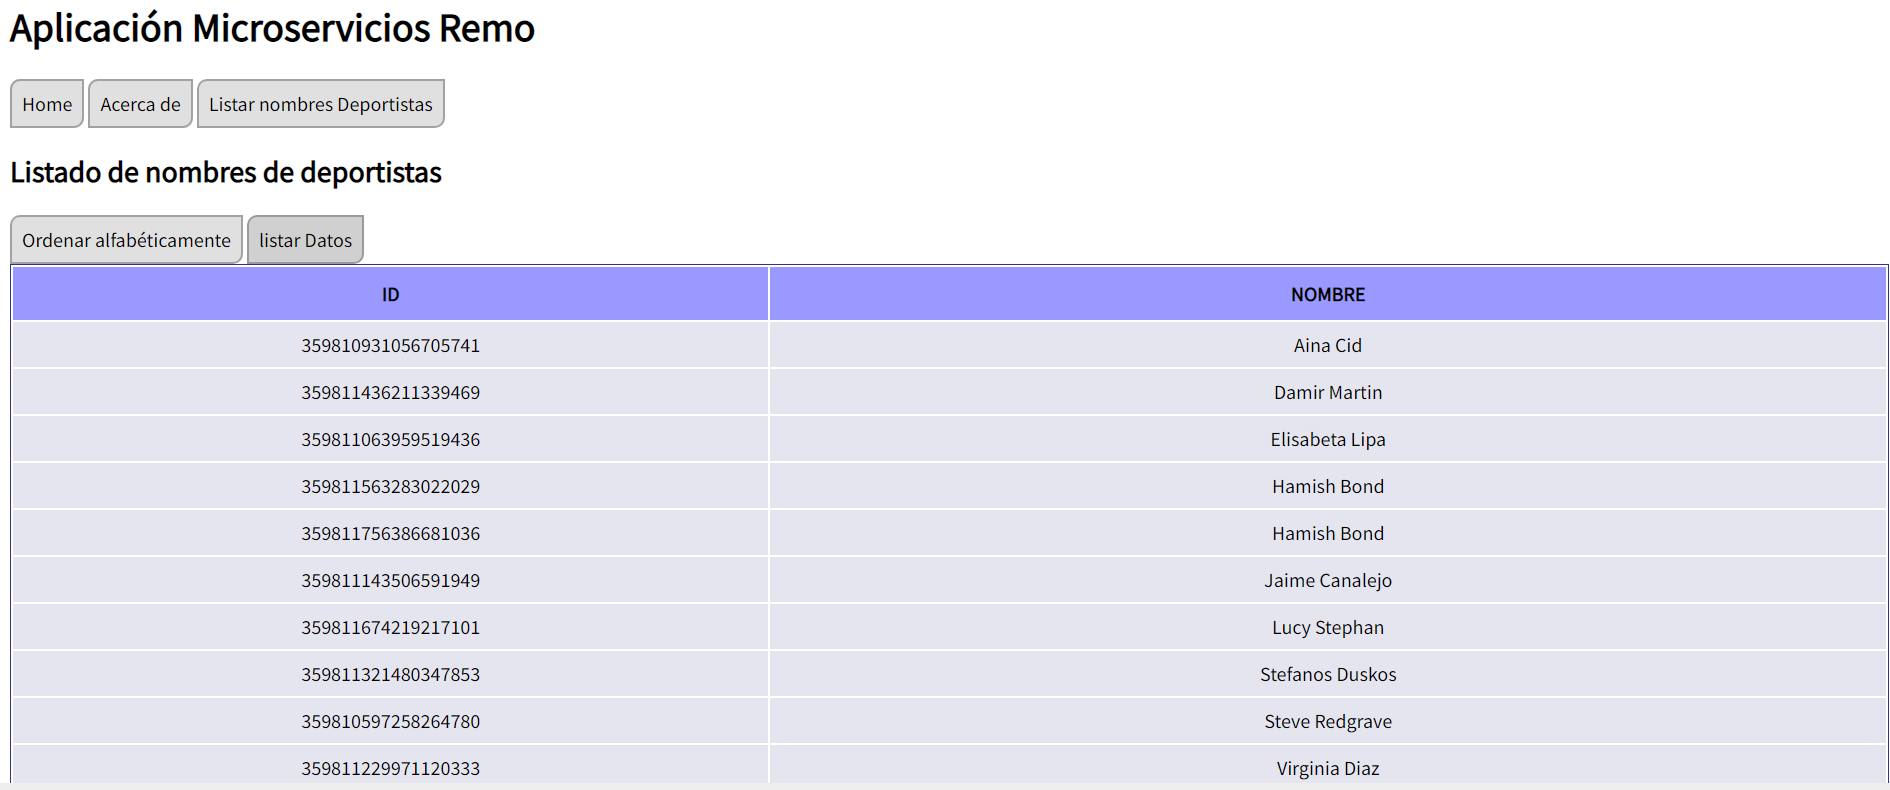 Aplicación Microservicios Remo
Home Acerca de Listar nombres Deportistas
Listado de nombres de deportistas
Ordenar alfabéticamente listar Datos
ID NOMBRE
359810931056705741 Aina Cid
359811436211339469 Damir Martin
359811063959519436 Elisabeta Lipa
359811563283022029 Hamish Bond
359811756386681036 Hamish Bond
359811143506591949 Jaime Canalejo
359811674219217101 Lucy Stephan
359811321480347853 Stefanos Duskos
359810597258264780 Steve Redgrave
359811229971120333 Virginia Diaz